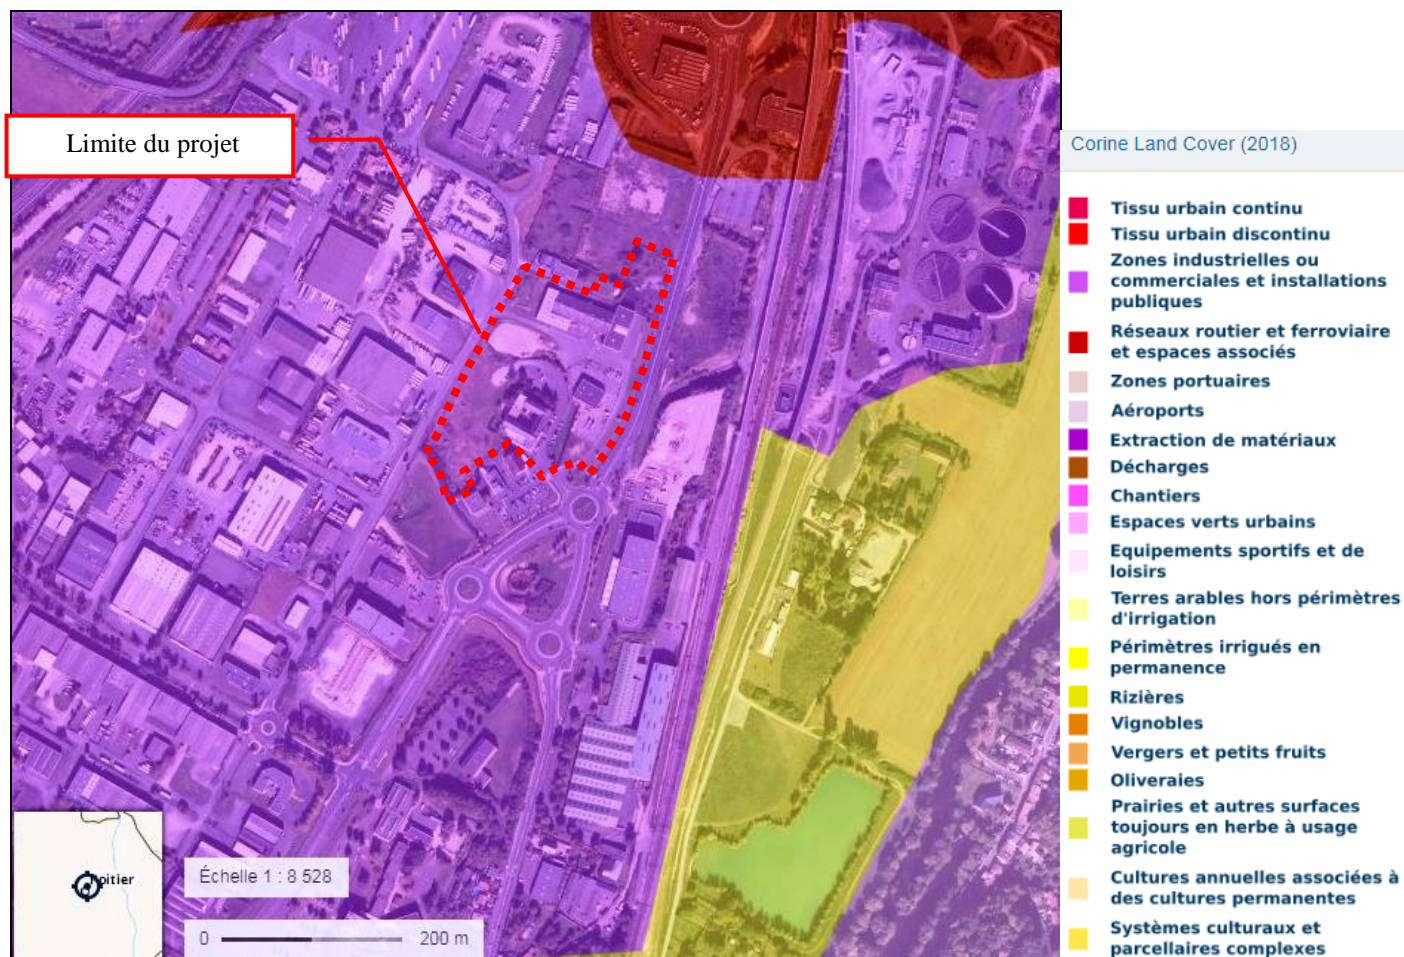 Limite du projet
Corine Land Cover (2018)
Tissu urbain continu
Tissu urbain discontinu
Zones industrielles ou
commerciales et installations
publiques
Réseaux routier et ferroviaire
et espaces associés
Zones portuaires
Aéroports
Extraction de matériaux
Décharges
Chantiers
Espaces verts urbains
Equipements sportifs et de
loisirs
Terres arables hors périmètres
d'irrigation
Périmètres irrigués en
permanence
Rizières
Vignobles
Vergers et petits fruits
Oliveraies
Prairies et autres surfaces
toujours en herbe à usage
agricole
Cultures annuelles associées à
des cultures permanentes
Systèmes culturaux et
parcellaires complexes
oitier
Échelle 1 : 8 528
0 200 m